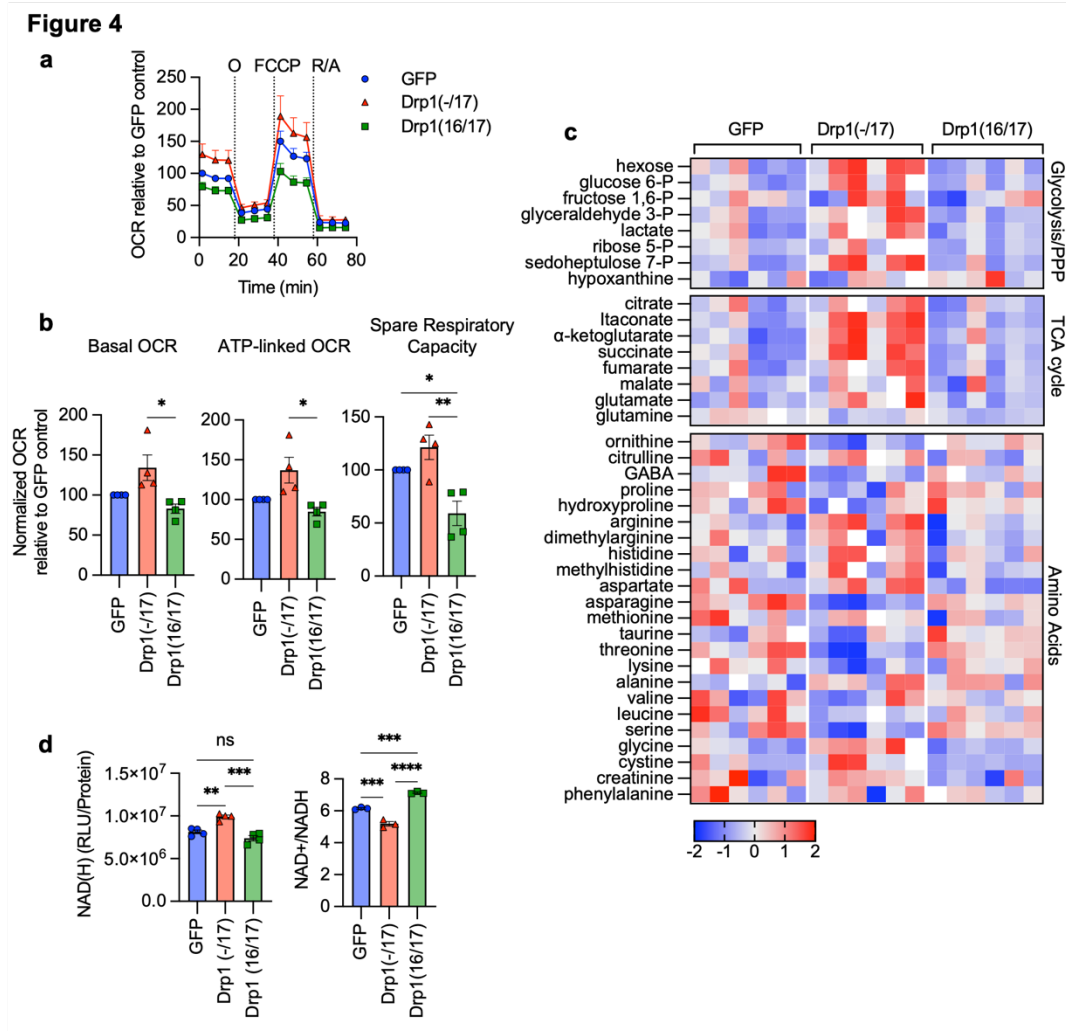 Figure 4
a
OCR relative to GFP control
250
200
150
100
50
0
O FCCP R/A
0 20 40 60 80
Time (min)
GFP
Drp1(-/17)
Drp1(16/17)
b
Normalized OCR
relative to GFP control
Basal OCR
200
150
100
50
0
*
GFP
Drp1(-/17)
Drp1(16/17)
ATP-linked OCR
200
150
100
50
0
*
GFP
Drp1(-/17)
Drp1(16/17)
Spare Respiratory
Capacity
150
100
50
0
*
**
GFP
Drp1(-/17)
Drp1(16/17)
c
GFP Drp1(-/17) Drp1(16/17)
hexose
glucose 6-P
fructose 1,6-P
glyceraldehyde 3-P
lactate
ribose 5-P
sedoheptulose 7-P
hypoxanthine
Glycolysis/PPP
citrate
Itaconate
α-ketoglutarate
succinate
fumarate
malate
glutamate
glutamine
TCA cycle
ornithine
citrulline
GABA
proline
hydroxyproline
arginine
dimethylarginine
histidine
methylhistidine
aspartate
asparagine
methionine
taurine
threonine
lysine
alanine
valine
leucine
serine
glycine
cystine
creatinine
phenylalanine
Amino Acids
-2 -1 0 1 2
d
NAD(H) (RLU/Protein)
1.5×10⁷
1.0×10⁷
5.0×10⁶
0.0
ns
***
**
GFP
Drp1 (-/17)
Drp1 (16/17)
NAD+/NADH
8
6
4
2
0
***
*** ****
GFP
Drp1(-/17)
Drp1(16/17)